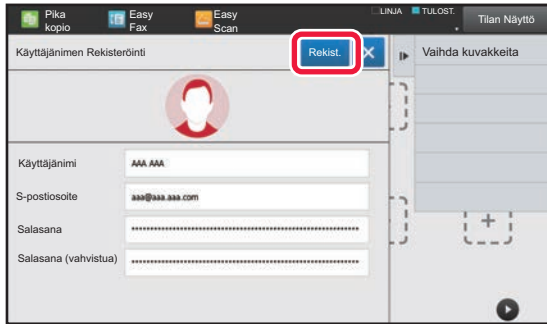 Pika kopio
Easy Fax
Easy Scan
LINJA
TULOST.
Tilan Näyttö
Käyttäjänimen Rekisteröinti
Rekist.
Vaihda kuvakkeita
Käyttäjänimi
AAA AAA
S-postiosoite
aaa@aaa.aaa.com
Salasana
********************************************************
Salasana (vahvistua)
********************************************************